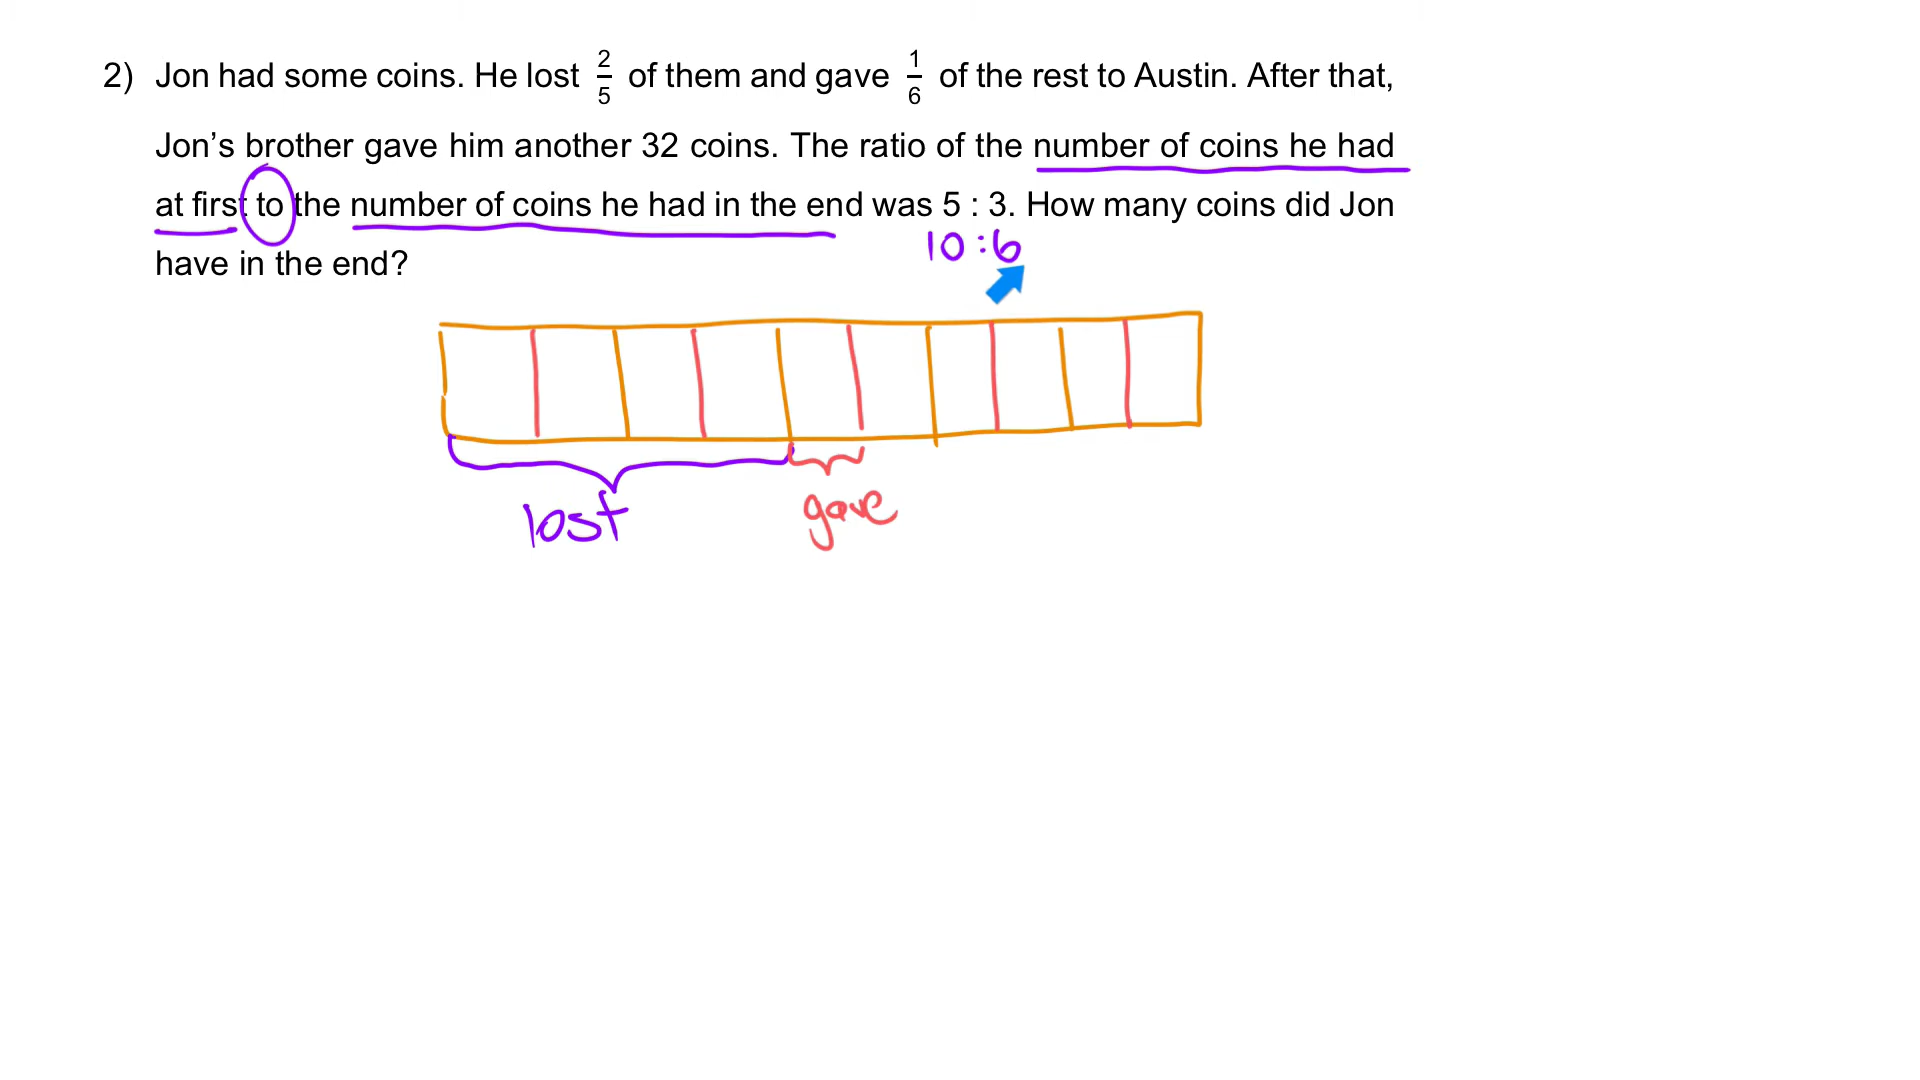 2) Jon had some coins. He lost 2/5 of them and gave 1/6 of the rest to Austin. After that,
Jon’s brother gave him another 32 coins. The ratio of the number of coins he had
at first to the number of coins he had in the end was 5 : 3. How many coins did Jon
10 : 6
have in the end?
lost
gave